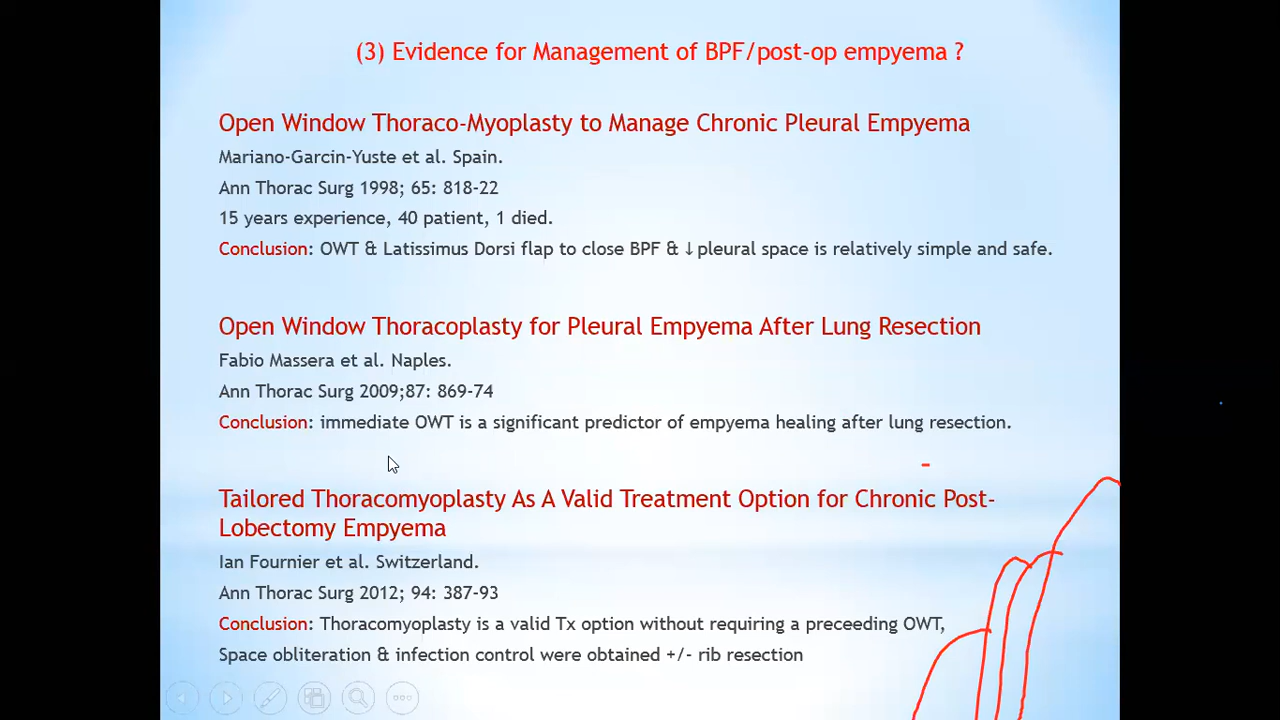 (3) Evidence for Management of BPF/post-op empyema ?
Open Window Thoraco-Myoplasty to Manage Chronic Pleural Empyema
Mariano-Garcin-Yuste et al. Spain.
Ann Thorac Surg 1998; 65: 818-22
15 years experience, 40 patient, 1 died.
Conclusion: OWT & Latissimus Dorsi flap to close BPF & ↓pleural space is relatively simple and safe.
Open Window Thoracoplasty for Pleural Empyema After Lung Resection
Fabio Massera et al. Naples.
Ann Thorac Surg 2009;87: 869-74
Conclusion: immediate OWT is a significant predictor of empyema healing after lung resection.
Tailored Thoracomyoplasty As A Valid Treatment Option for Chronic Post-
Lobectomy Empyema
Ian Fournier et al. Switzerland.
Ann Thorac Surg 2012; 94: 387-93
Conclusion: Thoracomyoplasty is a valid Tx option without requiring a preceeding OWT,
Space obliteration & infection control were obtained +/- rib resection